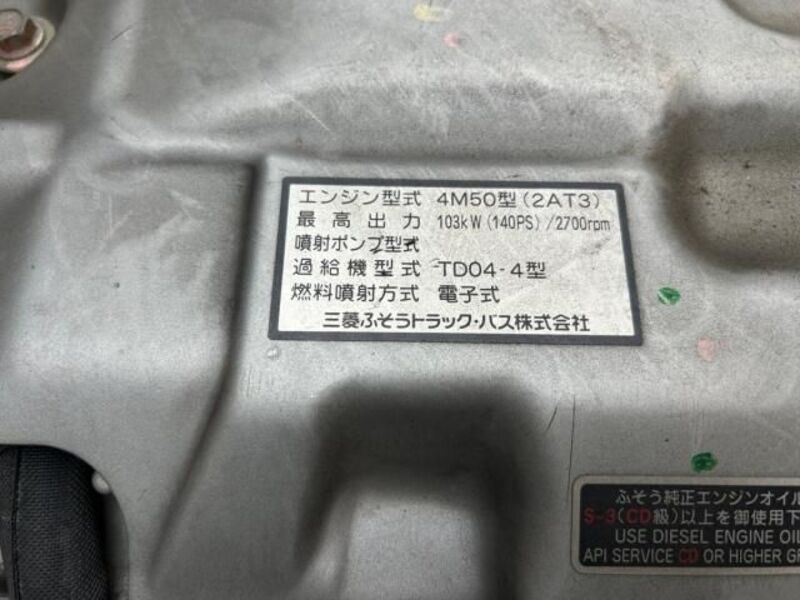 エンジン型式 4M50型(2AT3)
最高出力 103kW(140PS)/2700rpm
噴射ポンプ型式
過給機型式 TD04-4型
燃料噴射方式 電子式
三菱ふそうトラック・バス株式会社
ふそう純正エンジンオイル
S-3(CD級)以上を御使用下
USE DIESEL ENGINE OIL
API SERVICE CD OR HIGHER GR